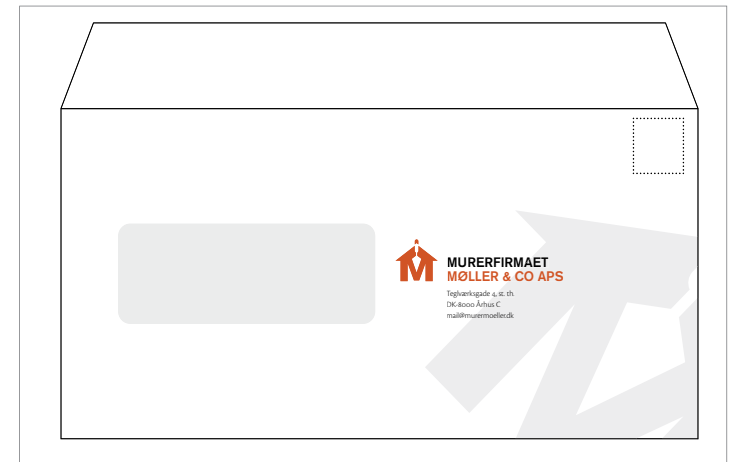 MURERFIRMAET
MØLLER & CO APS
Teglværksgade 4, st. th.
DK-8000 Århus C
mail@murermoeller.dk